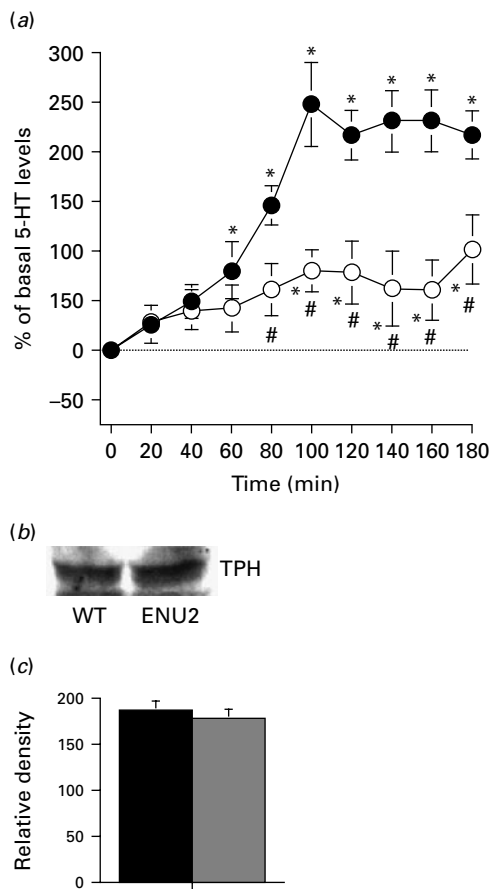 (a)
300
250
200
150
100
150
0
–50
% of basal 5-HT levels
* * * * * * *
* * * * *
# # # # # #
0 20 40 60 80 100 120 140 160 180
Time (min)
(b)
TPH
WT ENU2
(c)
200
150
100
50
0
Relative density